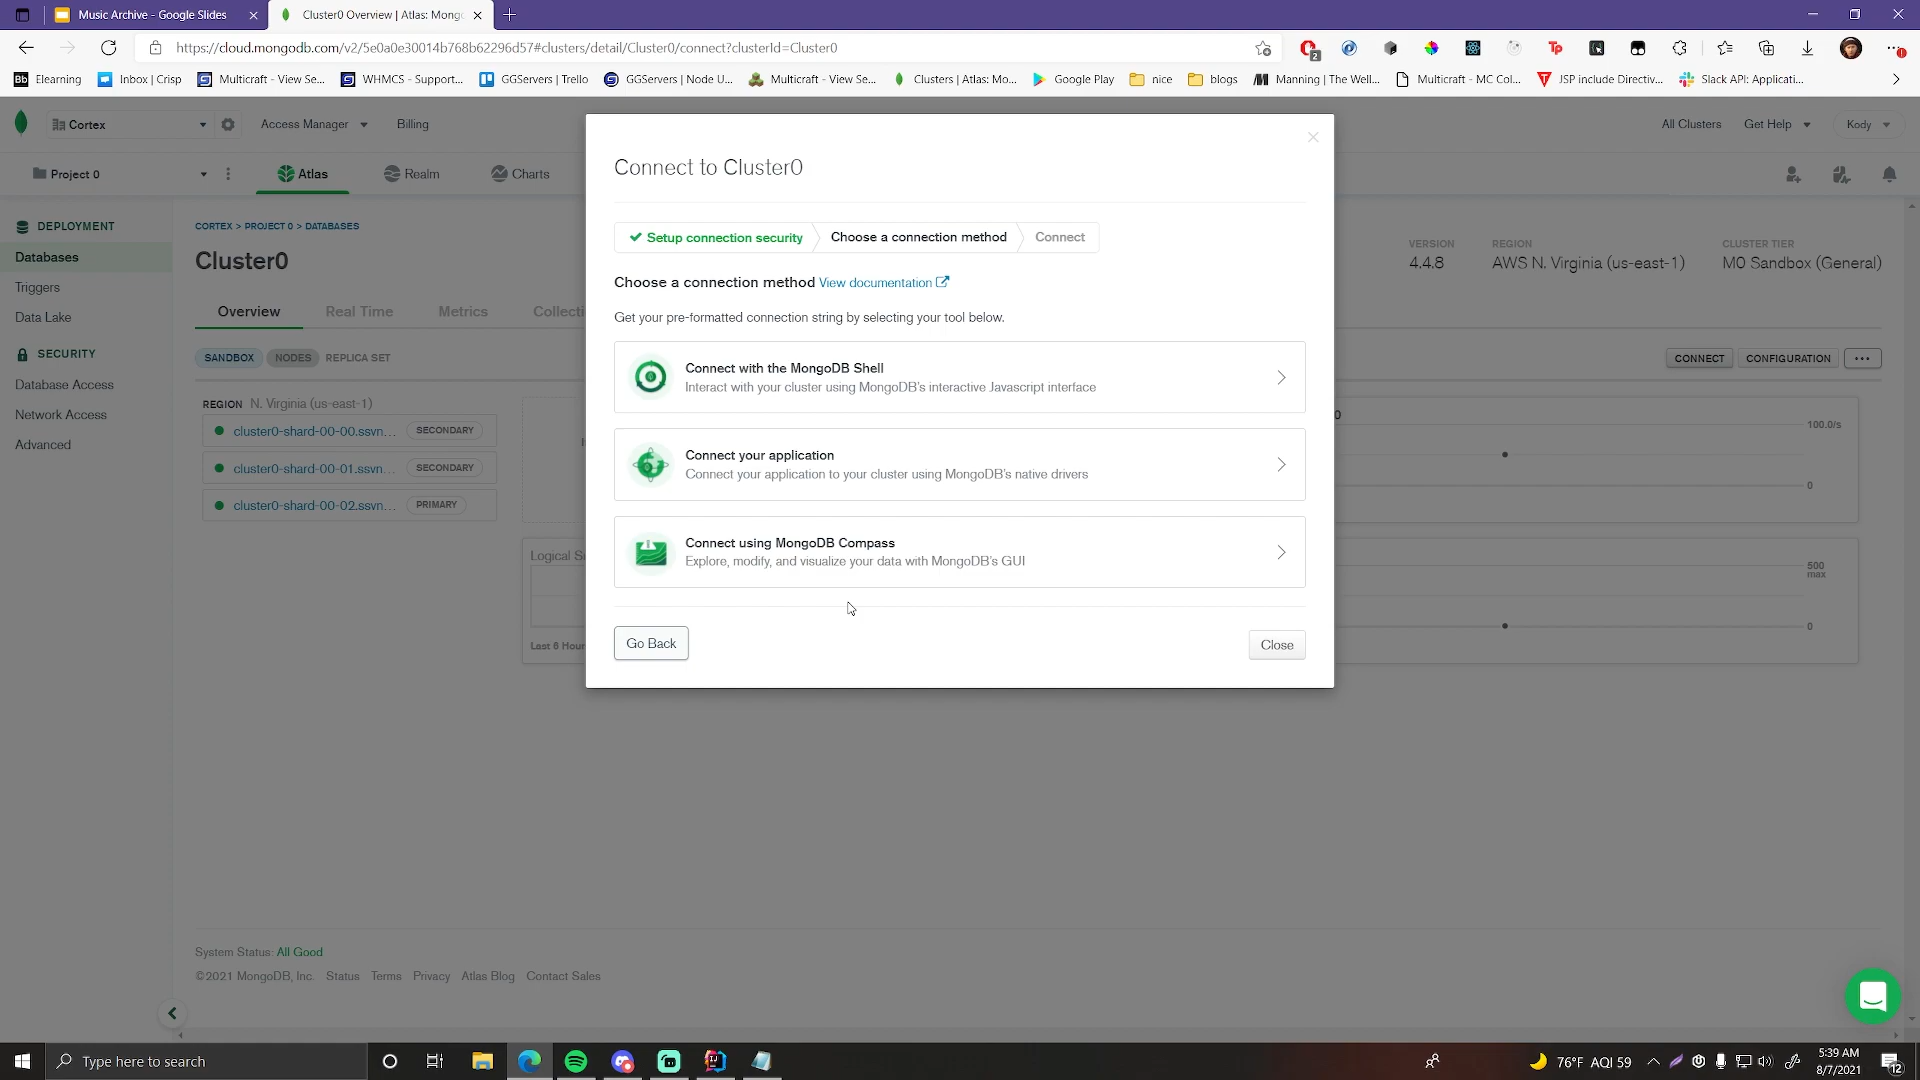 Music Archive - Google Slides
Cluster0 Overview | Atlas: Mong
https://cloud.mongodb.com/v2/5e0a0e30014b768b62296d57#clusters/detail/Cluster0/connect?clusterId=Cluster0
2
Tp
Bb Elearning
Inbox | Crisp
Multicraft - View Se...
WHMCS - Support...
GGServers | Trello
GGServers | Node U...
Multicraft - View Se...
Clusters | Atlas: Mo...
Google Play
nice
blogs
Manning | The Well...
Multicraft - MC Col...
JSP include Directiv...
Slack API: Applicati...
Cortex
Access Manager
Billing
All Clusters
Get Help
Kody
Project 0
Atlas
Realm
Charts
DEPLOYMENT
Databases
Triggers
Data Lake
SECURITY
Database Access
Network Access
Advanced
CORTEX > PROJECT 0 > DATABASES
Cluster0
VERSION
4.4.8
REGION
AWS N. Virginia (us-east-1)
CLUSTER TIER
M0 Sandbox (General)
Overview
Real Time
Metrics
Collecti
SANDBOX
NODES
REPLICA SET
CONNECT
CONFIGURATION
REGION N. Virginia (us-east-1)
cluster0-shard-00-00.ssvn...
SECONDARY
cluster0-shard-00-01.ssvn...
SECONDARY
cluster0-shard-00-02.ssvn...
PRIMARY
0
100.0/s
0
Logical S
500
max
0
Last 6 Hour
Connect to Cluster0
Setup connection security
Choose a connection method
Connect
Choose a connection method View documentation
Get your pre-formatted connection string by selecting your tool below.
Connect with the MongoDB Shell
Interact with your cluster using MongoDB's interactive Javascript interface
Connect your application
Connect your application to your cluster using MongoDB's native drivers
Connect using MongoDB Compass
Explore, modify, and visualize your data with MongoDB's GUI
Go Back
Close
System Status: All Good
©2021 MongoDB, Inc.
Status
Terms
Privacy
Atlas Blog
Contact Sales
Type here to search
76°F AQI 59
5:39 AM
8/7/2021
12